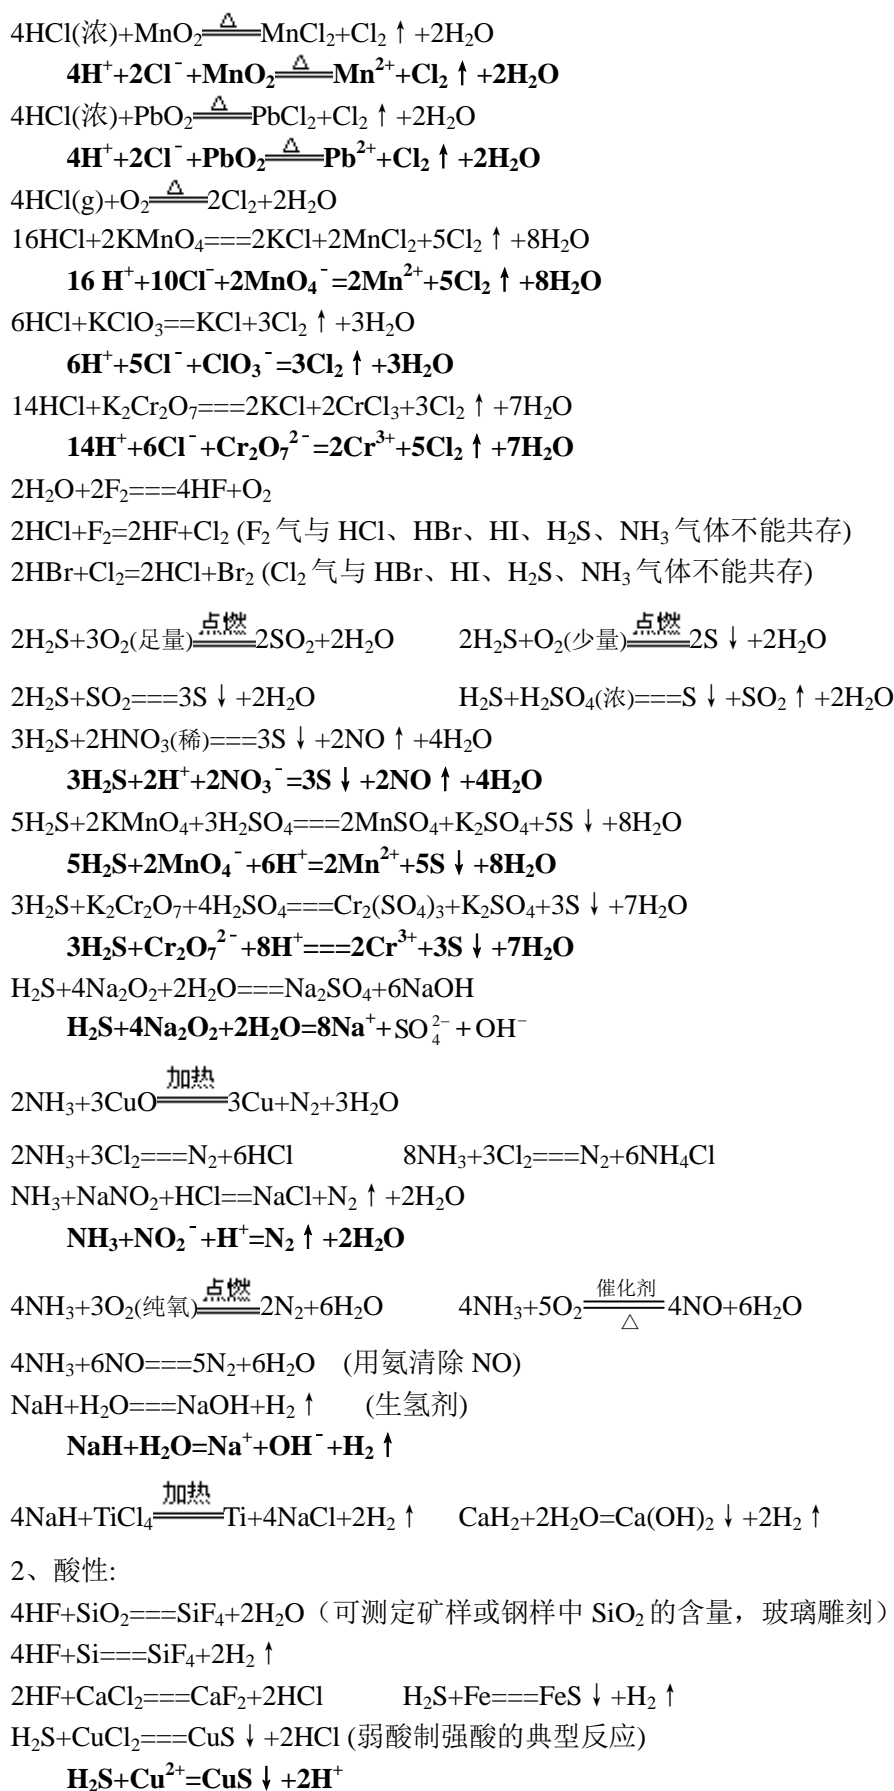 4HCl(浓)+MnO₂=△=MnCl₂+Cl₂↑+2H₂O
4H⁺+2Cl⁻+MnO₂=△=Mn²⁺+Cl₂↑+2H₂O
4HCl(浓)+PbO₂=△=PbCl₂+Cl₂↑+2H₂O
4H⁺+2Cl⁻+PbO₂=△=Pb²⁺+Cl₂↑+2H₂O
4HCl(g)+O₂=△=2Cl₂+2H₂O
16HCl+2KMnO₄===2KCl+2MnCl₂+5Cl₂↑+8H₂O
16 H⁺+10Cl⁻+2MnO₄⁻=2Mn²⁺+5Cl₂↑+8H₂O
6HCl+KClO₃==KCl+3Cl₂↑+3H₂O
6H⁺+5Cl⁻+ClO₃⁻=3Cl₂↑+3H₂O
14HCl+K₂Cr₂O₇===2KCl+2CrCl₃+3Cl₂↑+7H₂O
14H⁺+6Cl⁻+Cr₂O₇²⁻=2Cr³⁺+5Cl₂↑+7H₂O
2H₂O+2F₂===4HF+O₂
2HCl+F₂=2HF+Cl₂ (F₂气与 HCl、HBr、HI、H₂S、NH₃气体不能共存)
2HBr+Cl₂=2HCl+Br₂ (Cl₂气与 HBr、HI、H₂S、NH₃气体不能共存)
2H₂S+3O₂(足量)=点燃=2SO₂+2H₂O 2H₂S+O₂(少量)=点燃=2S↓+2H₂O
2H₂S+SO₂===3S↓+2H₂O H₂S+H₂SO₄(浓)===S↓+SO₂↑+2H₂O
3H₂S+2HNO₃(稀)===3S↓+2NO↑+4H₂O
3H₂S+2H⁺+2NO₃⁻=3S↓+2NO↑+4H₂O
5H₂S+2KMnO₄+3H₂SO₄===2MnSO₄+K₂SO₄+5S↓+8H₂O
5H₂S+2MnO₄⁻+6H⁺=2Mn²⁺+5S↓+8H₂O
3H₂S+K₂Cr₂O₇+4H₂SO₄===Cr₂(SO₄)₃+K₂SO₄+3S↓+7H₂O
3H₂S+Cr₂O₇²⁻+8H⁺===2Cr³⁺+3S↓+7H₂O
H₂S+4Na₂O₂+2H₂O===Na₂SO₄+6NaOH
H₂S+4Na₂O₂+2H₂O=8Na⁺+SO₄²⁻+OH⁻
2NH₃+3CuO=加热=3Cu+N₂+3H₂O
2NH₃+3Cl₂===N₂+6HCl 8NH₃+3Cl₂===N₂+6NH₄Cl
NH₃+NaNO₂+HCl==NaCl+N₂↑+2H₂O
NH₃+NO₂⁻+H⁺=N₂↑+2H₂O
4NH₃+3O₂(纯氧)=点燃=2N₂+6H₂O 4NH₃+5O₂=催化剂△=4NO+6H₂O
4NH₃+6NO===5N₂+6H₂O (用氨清除 NO)
NaH+H₂O===NaOH+H₂↑ (生氢剂)
NaH+H₂O=Na⁺+OH⁻+H₂↑
4NaH+TiCl₄=加热=Ti+4NaCl+2H₂↑ CaH₂+2H₂O=Ca(OH)₂↓+2H₂↑
2、酸性:
4HF+SiO₂===SiF₄+2H₂O（可测定矿样或钢样中 SiO₂的含量，玻璃雕刻）
4HF+Si===SiF₄+2H₂↑
2HF+CaCl₂===CaF₂+2HCl H₂S+Fe===FeS↓+H₂↑
H₂S+CuCl₂===CuS↓+2HCl (弱酸制强酸的典型反应)
H₂S+Cu²⁺=CuS↓+2H⁺